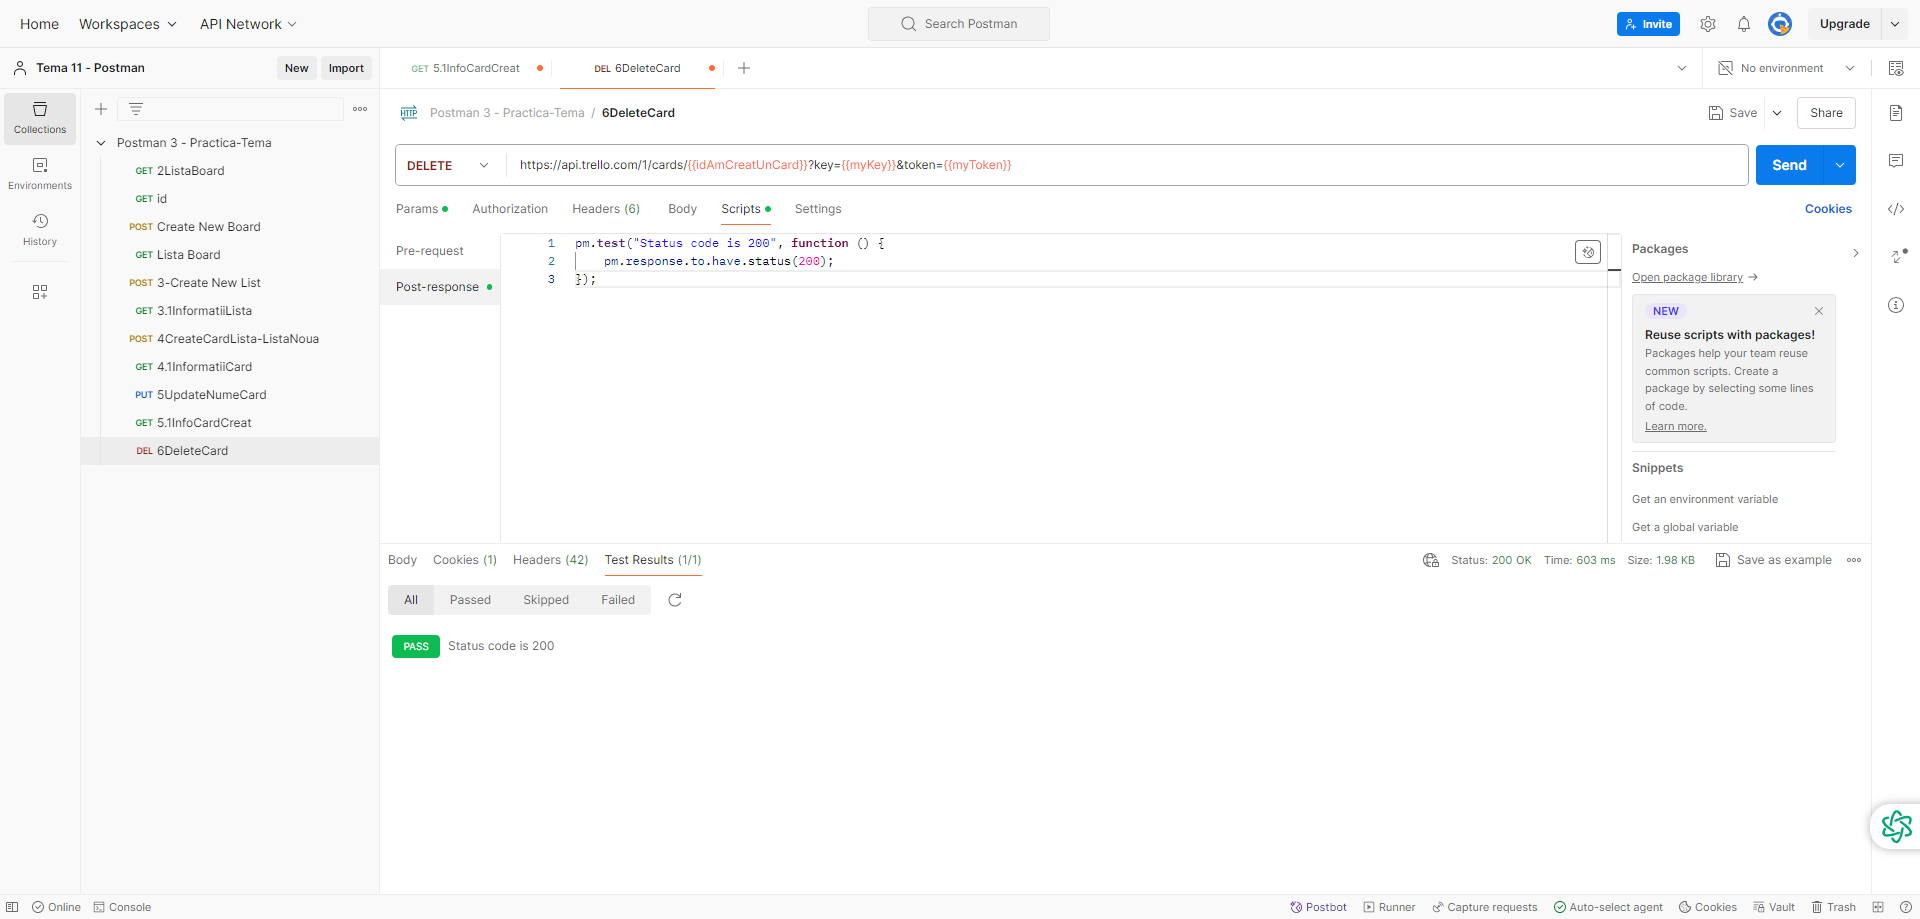 Home Workspaces API Network Search Postman Invite Upgrade
Tema 11 - Postman New Import GET 5.1InfoCardCreat DEL 6DeleteCard No environment
Collections
Environments
History
Postman 3 - Practica-Tema
GET 2ListaBoard
GET id
POST Create New Board
GET Lista Board
POST 3-Create New List
GET 3.1InformatiiLista
POST 4CreateCardLista-ListaNoua
GET 4.1InformatiiCard
PUT 5UpdateNumeCard
GET 5.1InfoCardCreat
DEL 6DeleteCard
HTTP Postman 3 - Practica-Tema / 6DeleteCard Save Share
DELETE https://api.trello.com/1/cards/{{idAmCreatUnCard}}?key={{myKey}}&token={{myToken}} Send
Params Authorization Headers (6) Body Scripts Settings Cookies
Pre-request
Post-response
1 pm.test("Status code is 200", function () {
2 pm.response.to.have.status(200);
3 });
Packages
Open package library →
NEW
Reuse scripts with packages!
Packages help your team reuse
common scripts. Create a
package by selecting some lines
of code.
Learn more.
Snippets
Get an environment variable
Get a global variable
Body Cookies (1) Headers (42) Test Results (1/1) Status: 200 OK Time: 603 ms Size: 1.98 KB Save as example
All Passed Skipped Failed
PASS Status code is 200
Online Console Postbot Runner Capture requests Auto-select agent Cookies Vault Trash